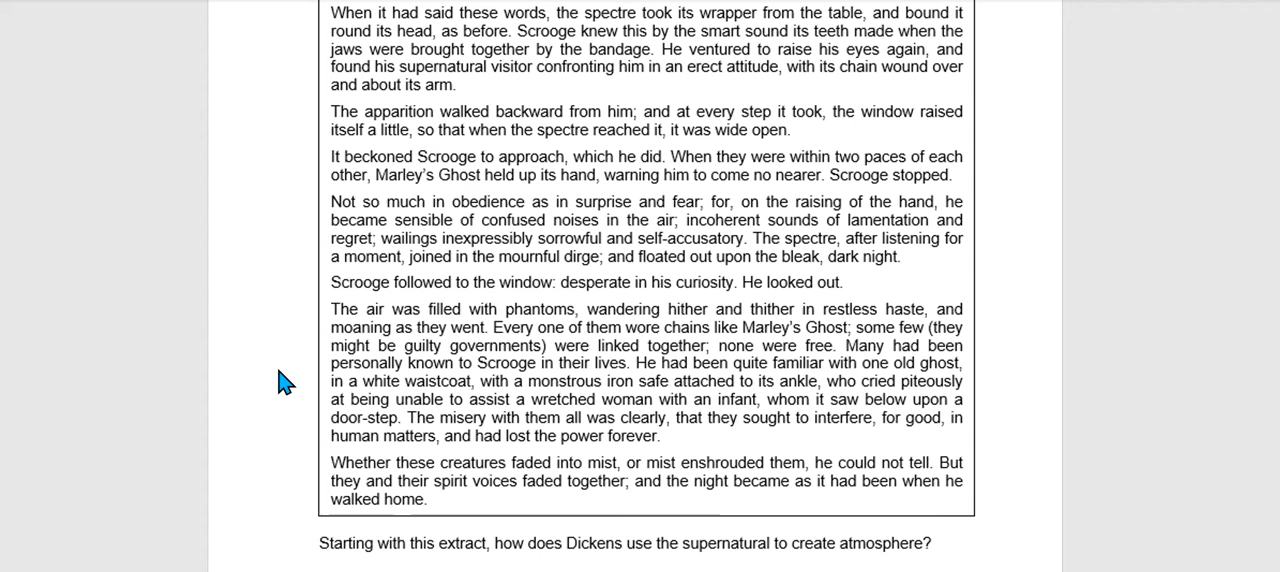 When it had said these words, the spectre took its wrapper from the table, and bound it
round its head, as before. Scrooge knew this by the smart sound its teeth made when the
jaws were brought together by the bandage. He ventured to raise his eyes again, and
found his supernatural visitor confronting him in an erect attitude, with its chain wound over
and about its arm.
The apparition walked backward from him; and at every step it took, the window raised
itself a little, so that when the spectre reached it, it was wide open.
It beckoned Scrooge to approach, which he did. When they were within two paces of each
other, Marley's Ghost held up its hand, warning him to come no nearer. Scrooge stopped.
Not so much in obedience as in surprise and fear; for, on the raising of the hand, he
became sensible of confused noises in the air; incoherent sounds of lamentation and
regret; wailings inexpressibly sorrowful and self-accusatory. The spectre, after listening for
a moment, joined in the mournful dirge; and floated out upon the bleak, dark night.
Scrooge followed to the window: desperate in his curiosity. He looked out.
The air was filled with phantoms, wandering hither and thither in restless haste, and
moaning as they went. Every one of them wore chains like Marley's Ghost; some few (they
might be guilty governments) were linked together; none were free. Many had been
personally known to Scrooge in their lives. He had been quite familiar with one old ghost,
in a white waistcoat, with a monstrous iron safe attached to its ankle, who cried piteously
at being unable to assist a wretched woman with an infant, whom it saw below upon a
door-step. The misery with them all was clearly, that they sought to interfere, for good, in
human matters, and had lost the power forever.
Whether these creatures faded into mist, or mist enshrouded them, he could not tell. But
they and their spirit voices faded together; and the night became as it had been when he
walked home.
Starting with this extract, how does Dickens use the supernatural to create atmosphere?